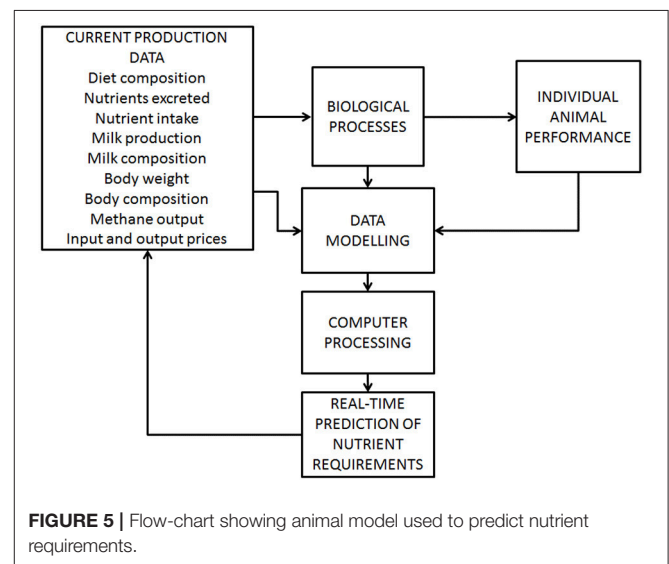 CURRENT PRODUCTION
DATA
Diet composition
Nutrients excreted
Nutrient intake
Milk production
Milk composition
Body weight
Body composition
Methane output
Input and output prices
BIOLOGICAL
PROCESSES
INDIVIDUAL
ANIMAL
PERFORMANCE
DATA
MODELLING
COMPUTER
PROCESSING
REAL-TIME
PREDICTION OF
NUTRIENT
REQUIREMENTS
FIGURE 5 | Flow-chart showing animal model used to predict nutrient
requirements.